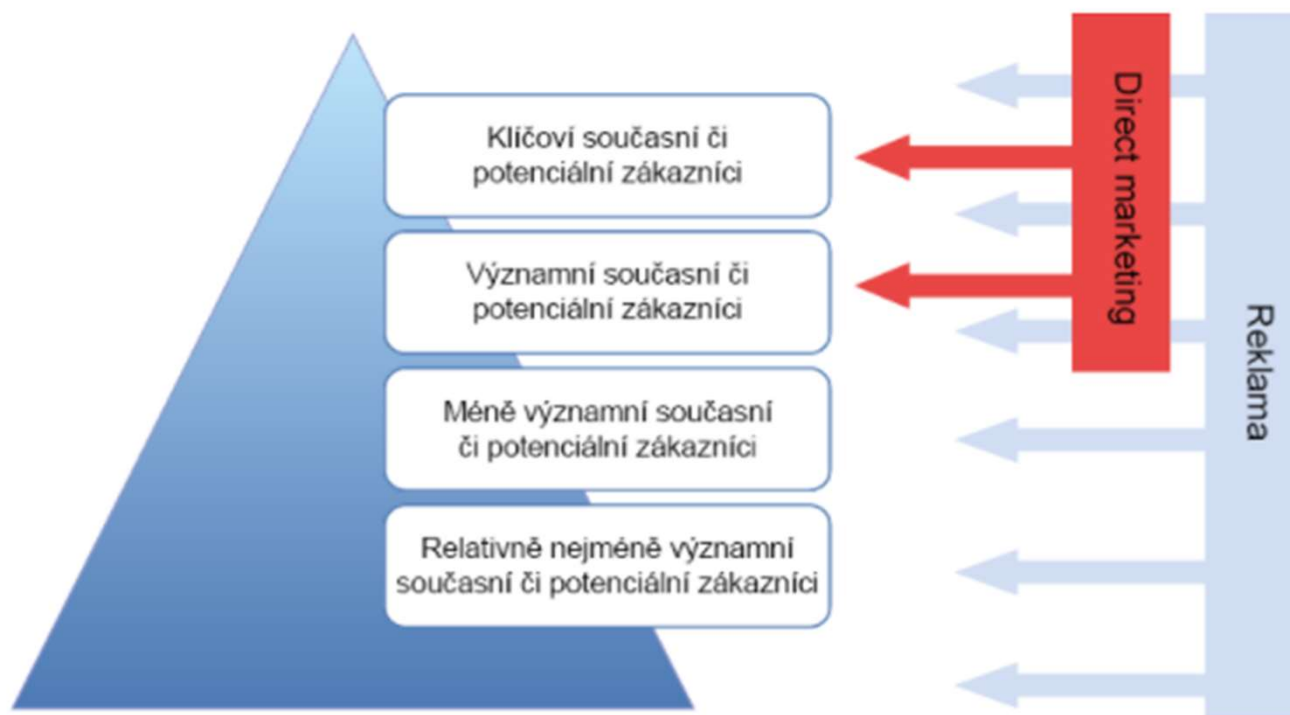 Klíčoví současní či
potenciální zákazníci
Významní současní či
potenciální zákazníci
Méně významní současní
či potenciální zákazníci
Relativně nejméně významní
současní či potenciální zákazníci
Direct marketing
Reklama